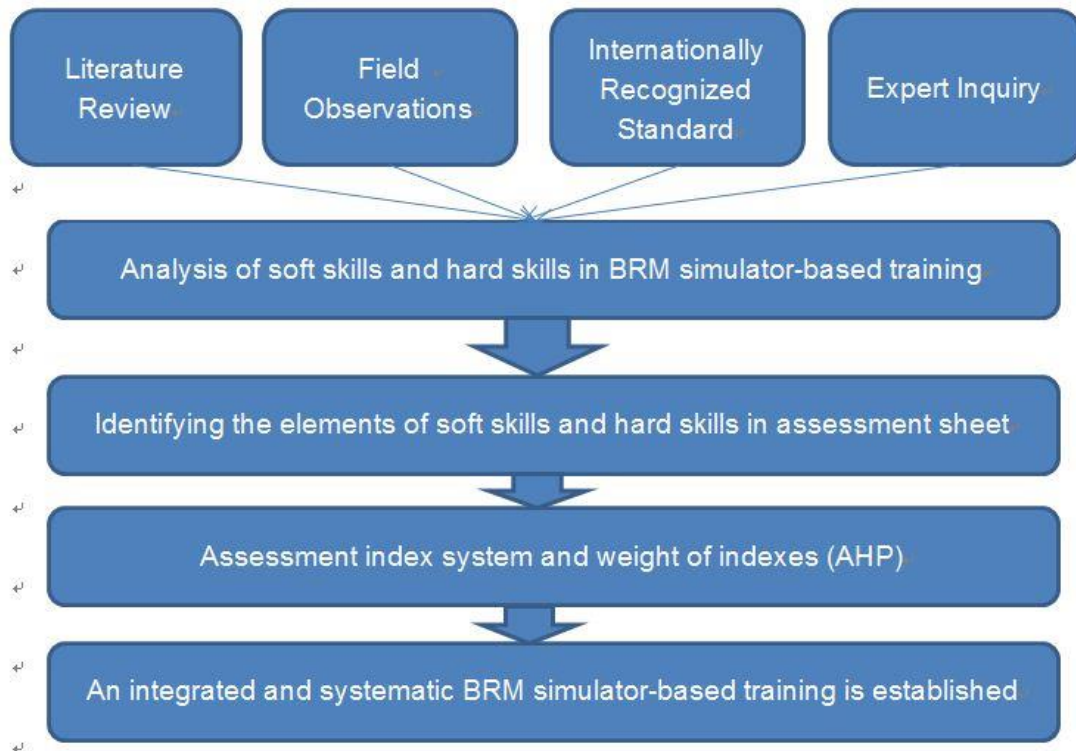 Literature
Review
Field
Observations
Internationally
Recognized
Standard
Expert Inquiry
Analysis of soft skills and hard skills in BRM simulator-based training
Identifying the elements of soft skills and hard skills in assessment sheet
Assessment index system and weight of indexes (AHP)
An integrated and systematic BRM simulator-based training is established